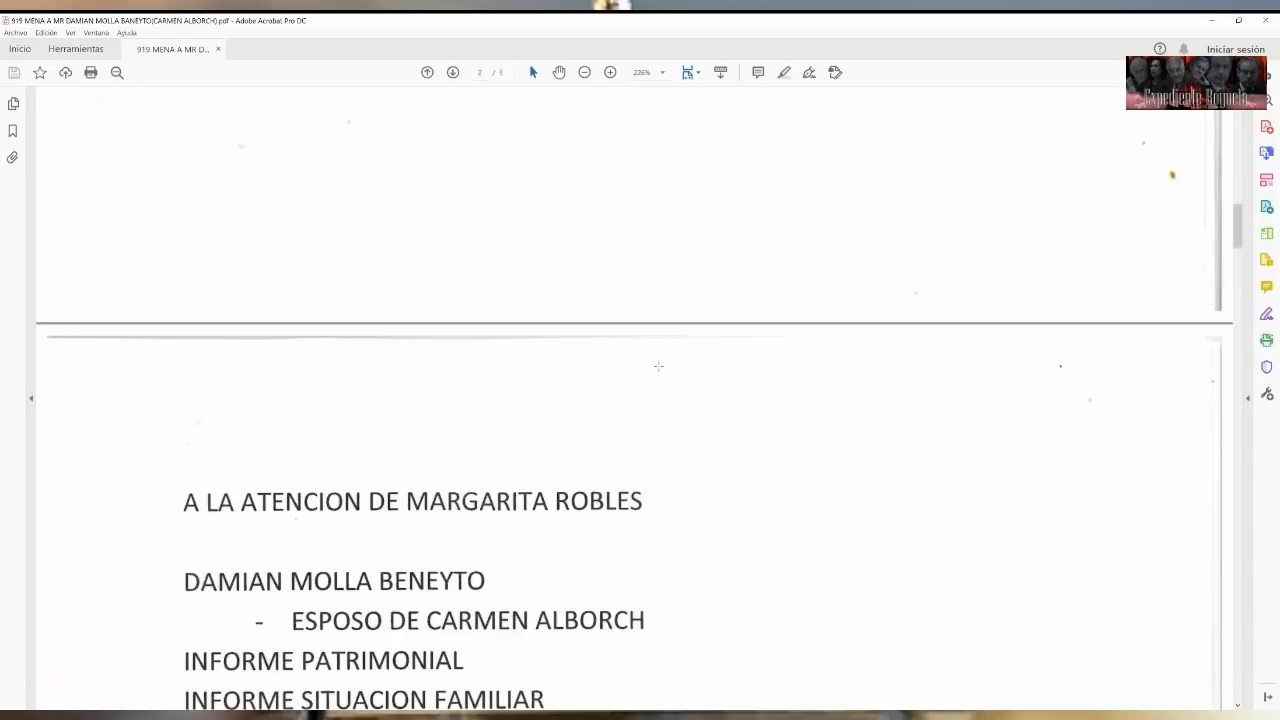 919 MENA A MR DAMIAN MOLLA BANEYTO(CARMEN ALBORCH).pdf - Adobe Acrobat Pro DC
Archivo Edición Ver Ventana Ayuda
Inicio Herramientas 919 MENA A MR D... × Iniciar sesión
2 / 5 226%
Expediente Royuela
A LA ATENCION DE MARGARITA ROBLES
DAMIAN MOLLA BENEYTO
- ESPOSO DE CARMEN ALBORCH
INFORME PATRIMONIAL
INFORME SITUACION FAMILIAR